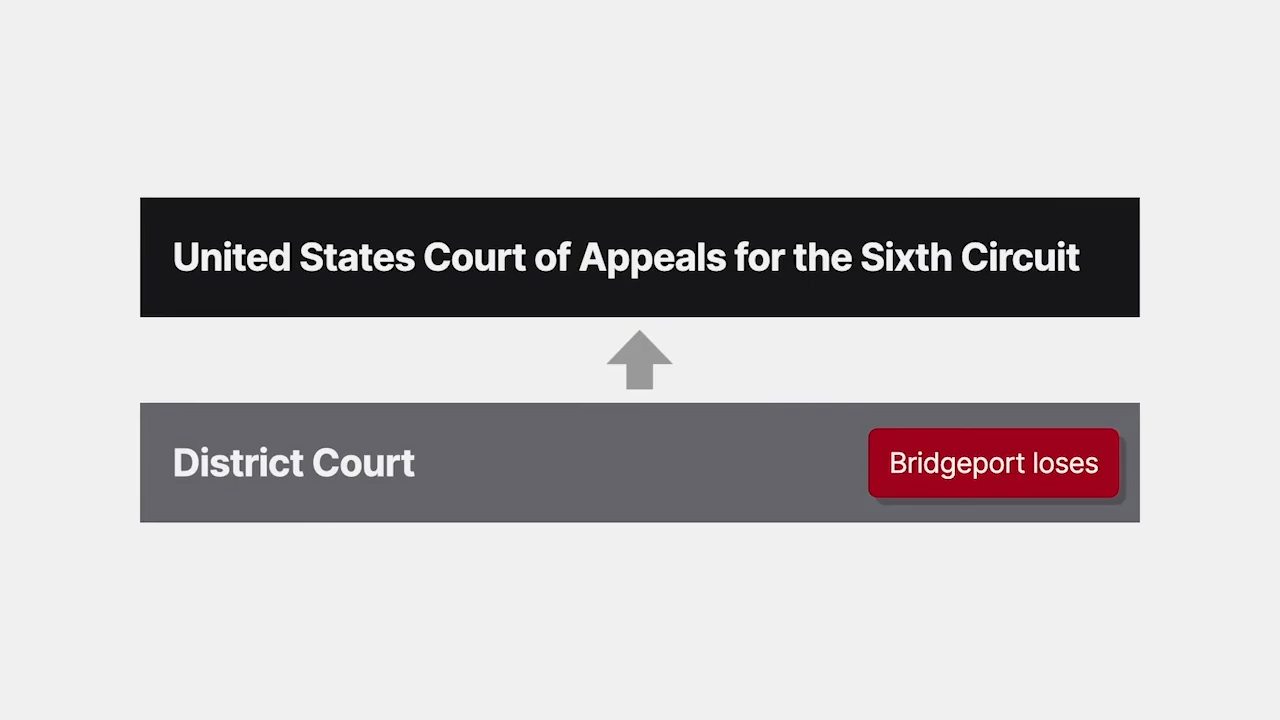 United States Court of Appeals for the Sixth Circuit
District Court
Bridgeport loses